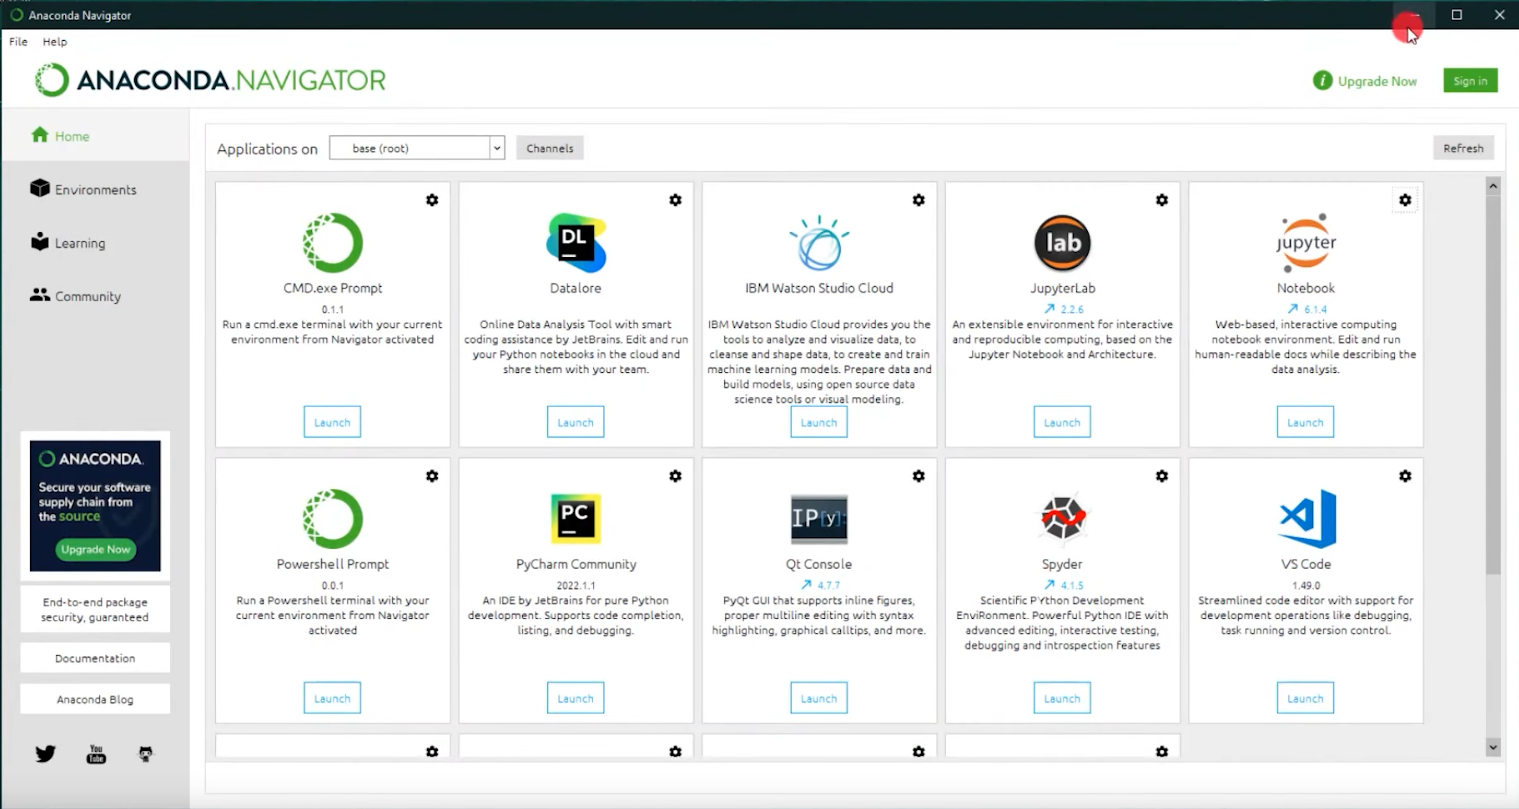 Anaconda Navigator
File Help
ANACONDA.NAVIGATOR
Upgrade Now
Sign in
Home
Environments
Learning
Community
Applications on
base (root)
Channels
Refresh
CMD.exe Prompt
0.1.1
Run a cmd.exe terminal with your current
environment from Navigator activated
Launch
DL
Datalore
Online Data Analysis Tool with smart
coding assistance by JetBrains. Edit and run
your Python notebooks in the cloud and
share them with your team.
Launch
IBM Watson Studio Cloud
IBM Watson Studio Cloud provides you the
tools to analyze and visualize data, to
cleanse and shape data, to create and train
machine learning models. Prepare data and
build models, using open source data
science tools or visual modeling.
Launch
lab
JupyterLab
2.2.6
An extensible environment for interactive
and reproducible computing, based on the
Jupyter Notebook and Architecture.
Launch
jupyter
Notebook
6.1.4
Web-based, interactive computing
notebook environment. Edit and run
human-readable docs while describing the
data analysis.
Launch
Powershell Prompt
0.0.1
Run a Powershell terminal with your
current environment from Navigator
activated
Launch
PC
PyCharm Community
2022.1.1
An IDE by JetBrains for pure Python
development. Supports code completion,
listing, and debugging.
Launch
IP[y]:
Qt Console
4.7.7
PyQt GUI that supports inline figures,
proper multiline editing with syntax
highlighting, graphical calltips, and more.
Launch
Spyder
4.1.5
Scientific PYthon Development
EnviRonment. Powerful Python IDE with
advanced editing, interactive testing,
debugging and introspection features
Launch
VS Code
1.49.0
Streamlined code editor with support for
development operations like debugging,
task running and version control.
Launch
ANACONDA.
Secure your software
supply chain from
the source
Upgrade Now
End-to-end package
security, guaranteed
Documentation
Anaconda Blog
You
Tube